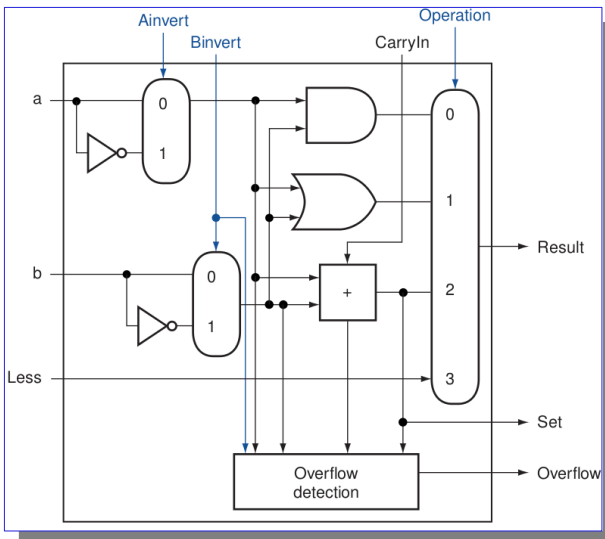 Ainvert
Operation
Binvert
CarryIn
a
0
1
0
1
Result
b
0
1
+
2
Less
3
Set
Overflow
detection
Overflow